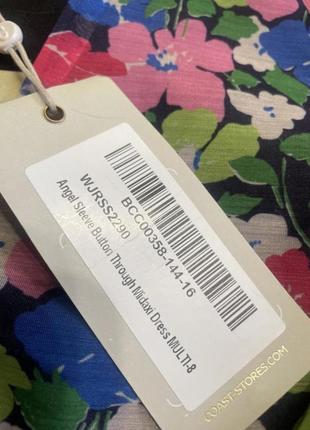 BCC00358-144-16
WJRSS2290
Angel Sleeve Button Through Midaxi Dress MULTI-8
COAST-STORES.COM